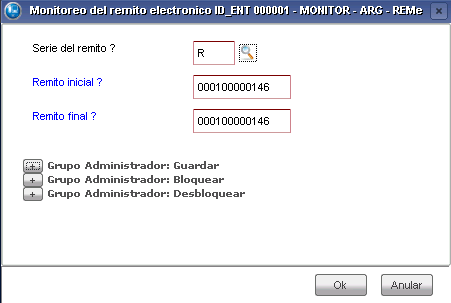 Monitoreo del remito electronico ID_ENT 000001 - MONITOR - ARG - REMe
Serie del remito ?
R
Remito inicial ?
000100000146
Remito final ?
000100000146
+ Grupo Administrador: Guardar
+ Grupo Administrador: Bloquear
+ Grupo Administrador: Desbloquear
Ok
Anular